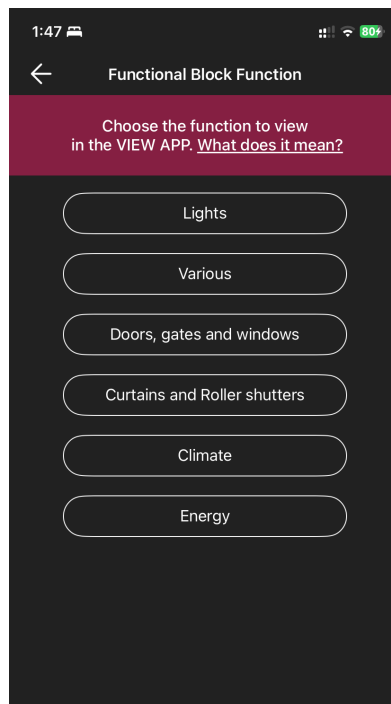 1:47 80
Functional Block Function
Choose the function to view
in the VIEW APP. What does it mean?
Lights
Various
Doors, gates and windows
Curtains and Roller shutters
Climate
Energy